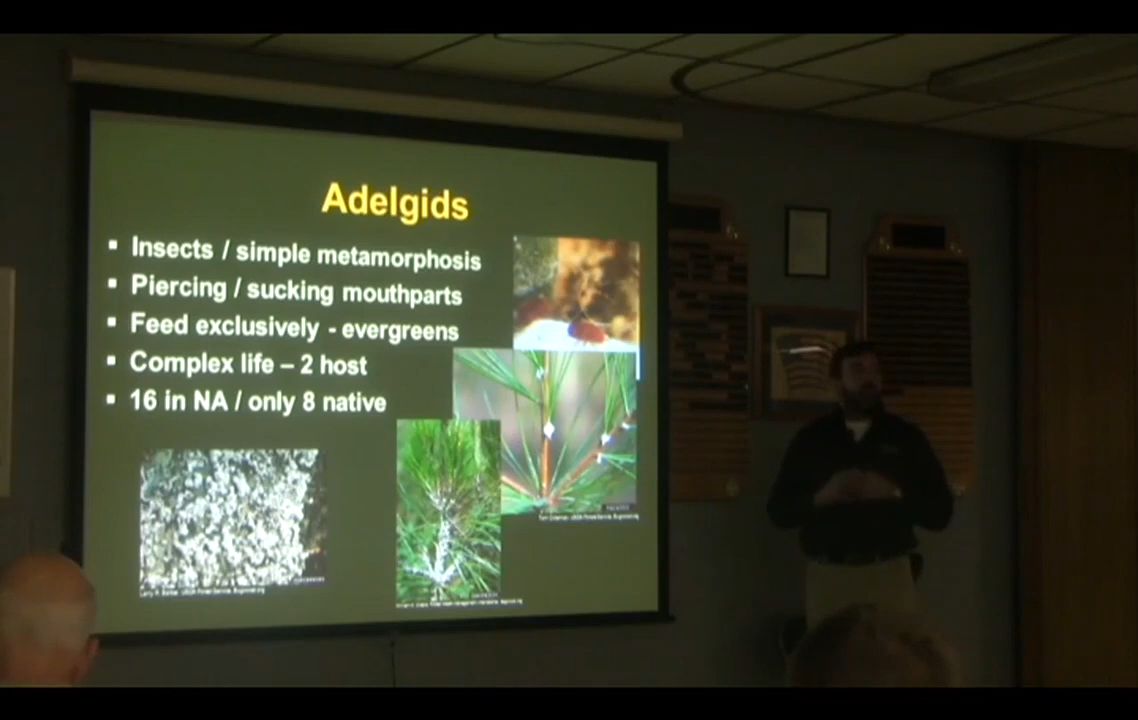 Adelgids
▪ Insects / simple metamorphosis
▪ Piercing / sucking mouthparts
▪ Feed exclusively - evergreens
▪ Complex life – 2 host
▪ 16 in NA / only 8 native